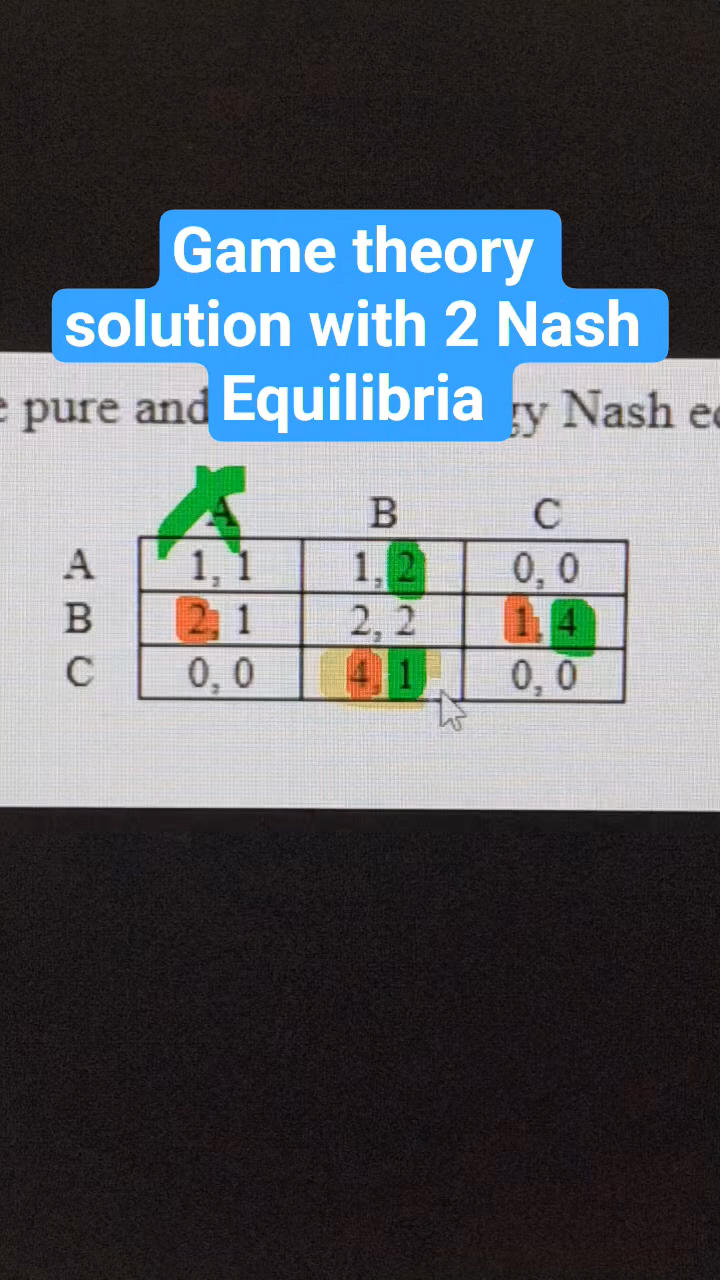 Game theory
solution with 2 Nash
Equilibria
pure and
Nash
A B C
A 1, 1 1, 2 0, 0
B 2, 1 2, 2 1, 4
C 0, 0 4, 1 0, 0